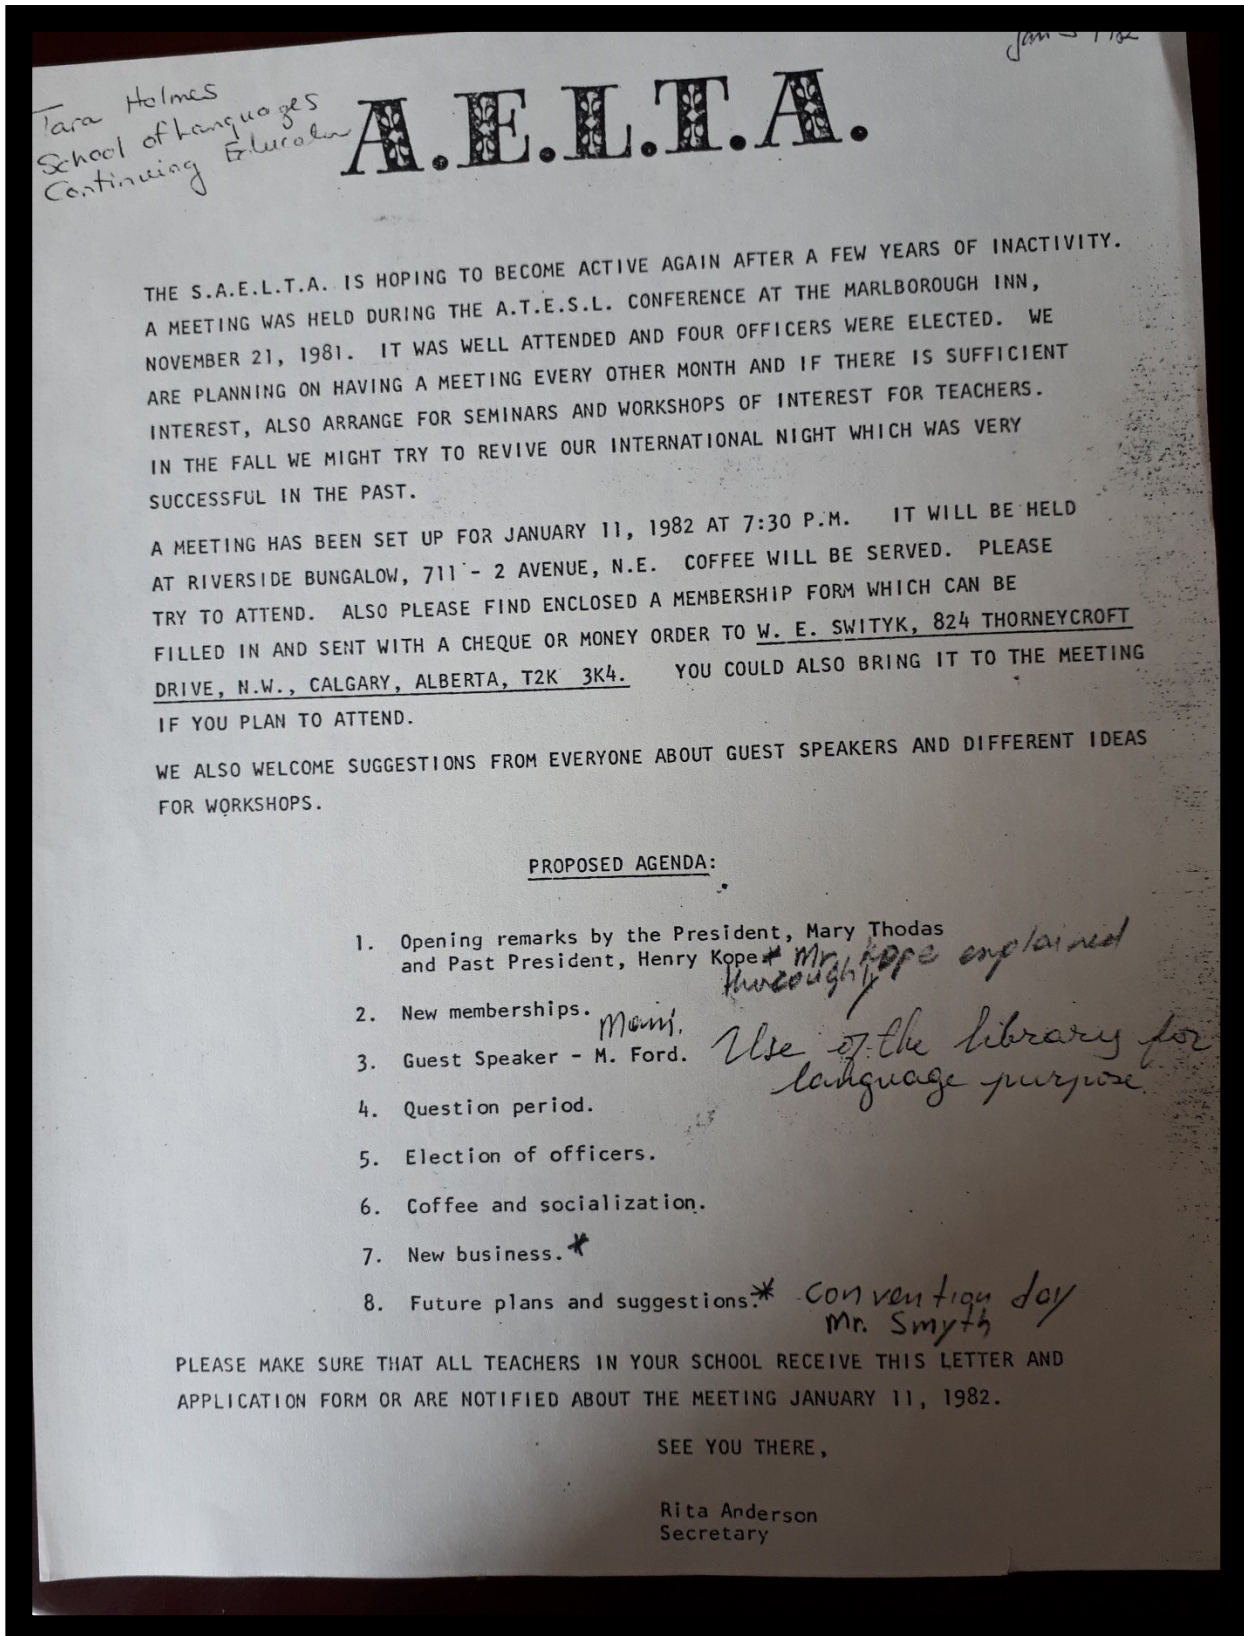 Jan
Tara Holmes
School of Languages
Continuing Education
A.E.L.T.A.
THE S.A.E.L.T.A. IS HOPING TO BECOME ACTIVE AGAIN AFTER A FEW YEARS OF INACTIVITY.
A MEETING WAS HELD DURING THE A.T.E.S.L. CONFERENCE AT THE MARLBOROUGH INN,
NOVEMBER 21, 1981. IT WAS WELL ATTENDED AND FOUR OFFICERS WERE ELECTED. WE
ARE PLANNING ON HAVING A MEETING EVERY OTHER MONTH AND IF THERE IS SUFFICIENT
INTEREST, ALSO ARRANGE FOR SEMINARS AND WORKSHOPS OF INTEREST FOR TEACHERS.
IN THE FALL WE MIGHT TRY TO REVIVE OUR INTERNATIONAL NIGHT WHICH WAS VERY
SUCCESSFUL IN THE PAST.
A MEETING HAS BEEN SET UP FOR JANUARY 11, 1982 AT 7:30 P.M. IT WILL BE HELD
AT RIVERSIDE BUNGALOW, 711 - 2 AVENUE, N.E. COFFEE WILL BE SERVED. PLEASE
TRY TO ATTEND. ALSO PLEASE FIND ENCLOSED A MEMBERSHIP FORM WHICH CAN BE
FILLED IN AND SENT WITH A CHEQUE OR MONEY ORDER TO W. E. SWITYK, 824 THORNEYCROFT
DRIVE, N.W., CALGARY, ALBERTA, T2K 3K4. YOU COULD ALSO BRING IT TO THE MEETING
IF YOU PLAN TO ATTEND.
WE ALSO WELCOME SUGGESTIONS FROM EVERYONE ABOUT GUEST SPEAKERS AND DIFFERENT IDEAS
FOR WORKSHOPS.
PROPOSED AGENDA:
1. Opening remarks by the President, Mary Thodas
and Past President, Henry Kope * Mr. Kope explained
thoroughly
2. New memberships.
3. Guest Speaker - M. Ford. Use of the library for
language purpose
4. Question period.
5. Election of officers.
6. Coffee and socialization.
7. New business. *
8. Future plans and suggestions. * Convention day
Mr. Smyth
PLEASE MAKE SURE THAT ALL TEACHERS IN YOUR SCHOOL RECEIVE THIS LETTER AND
APPLICATION FORM OR ARE NOTIFIED ABOUT THE MEETING JANUARY 11, 1982.
SEE YOU THERE,
Rita Anderson
Secretary